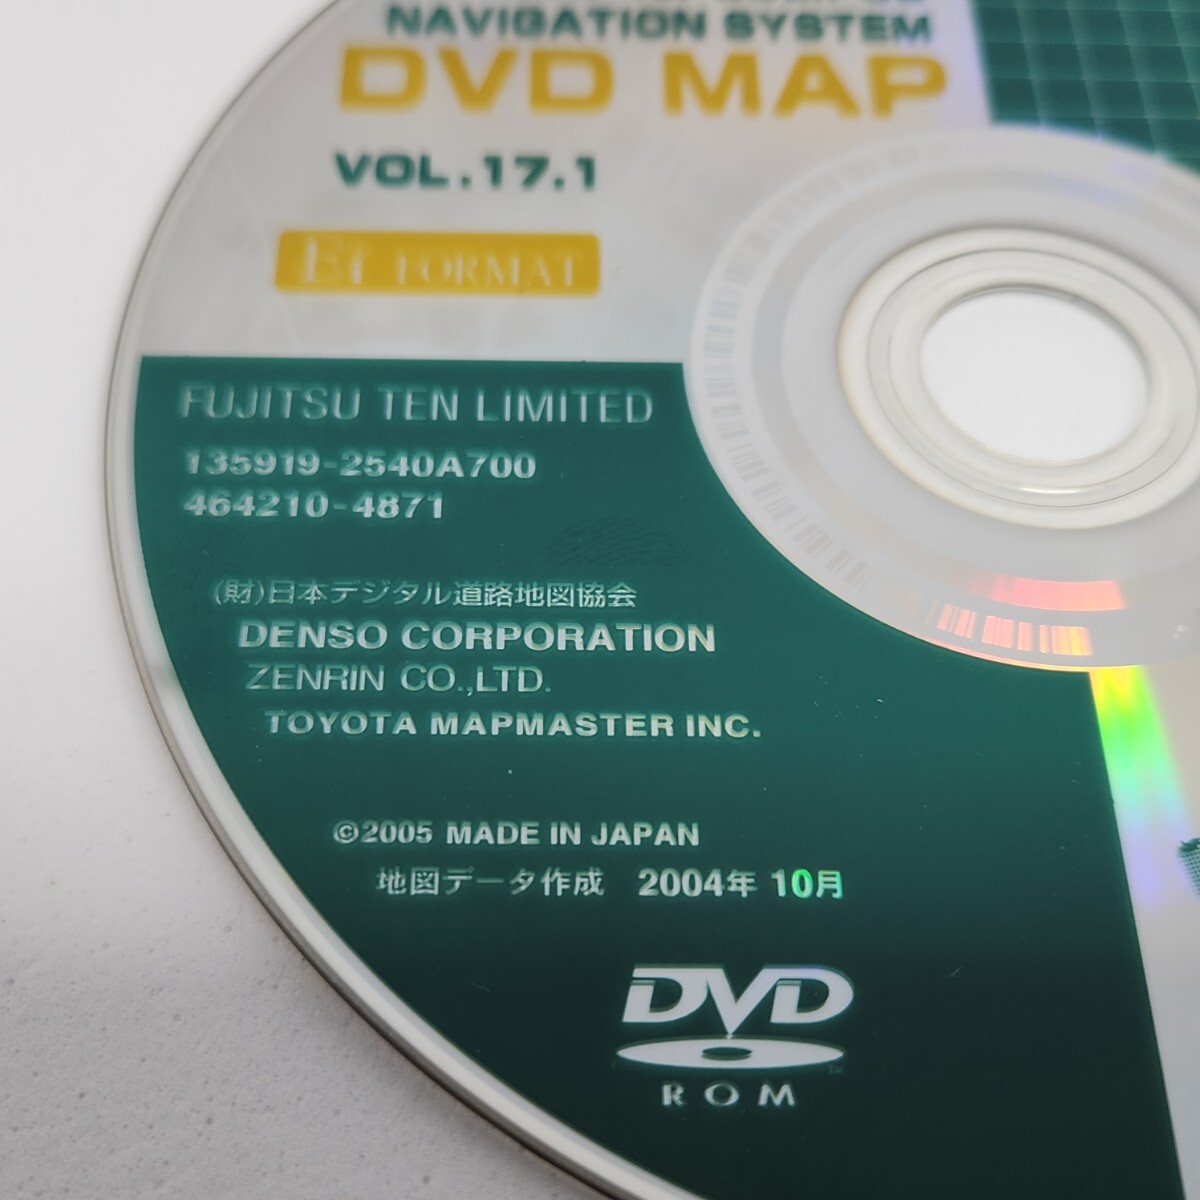 NAVIGATION SYSTEM
DVD MAP
VOL.17.1
E1 FORMAT
FUJITSU TEN LIMITED
135919-2540A700
464210-4871
(財)日本デジタル道路地図協会
DENSO CORPORATION
ZENRIN CO.,LTD.
TOYOTA MAPMASTER INC.
©2005 MADE IN JAPAN
地図データ作成 2004年 10月
DVD
ROM